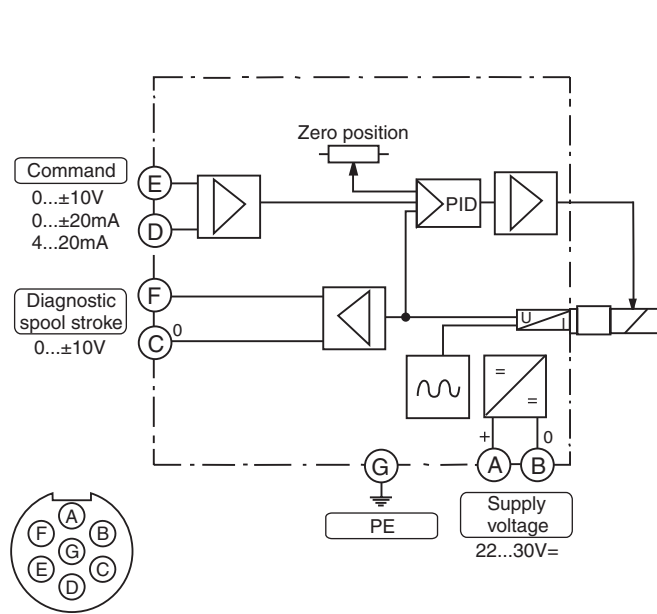 Zero position
Command
0...±10V
0...±20mA
4...20mA
E
D
PID
Diagnostic
spool stroke
0...±10V
F
C
0
U
I
=
=
+
0
G
A
B
PE
Supply
voltage
22...30V=
A
F
B
G
E
C
D